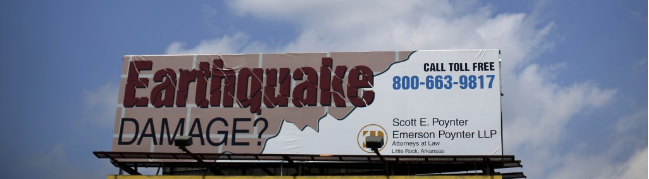 Earthquake
DAMAGE?
CALL TOLL FREE
800-663-9817
Scott E. Poynter
Emerson Poynter LLP
Attorneys at Law
Little Rock, Arkansas